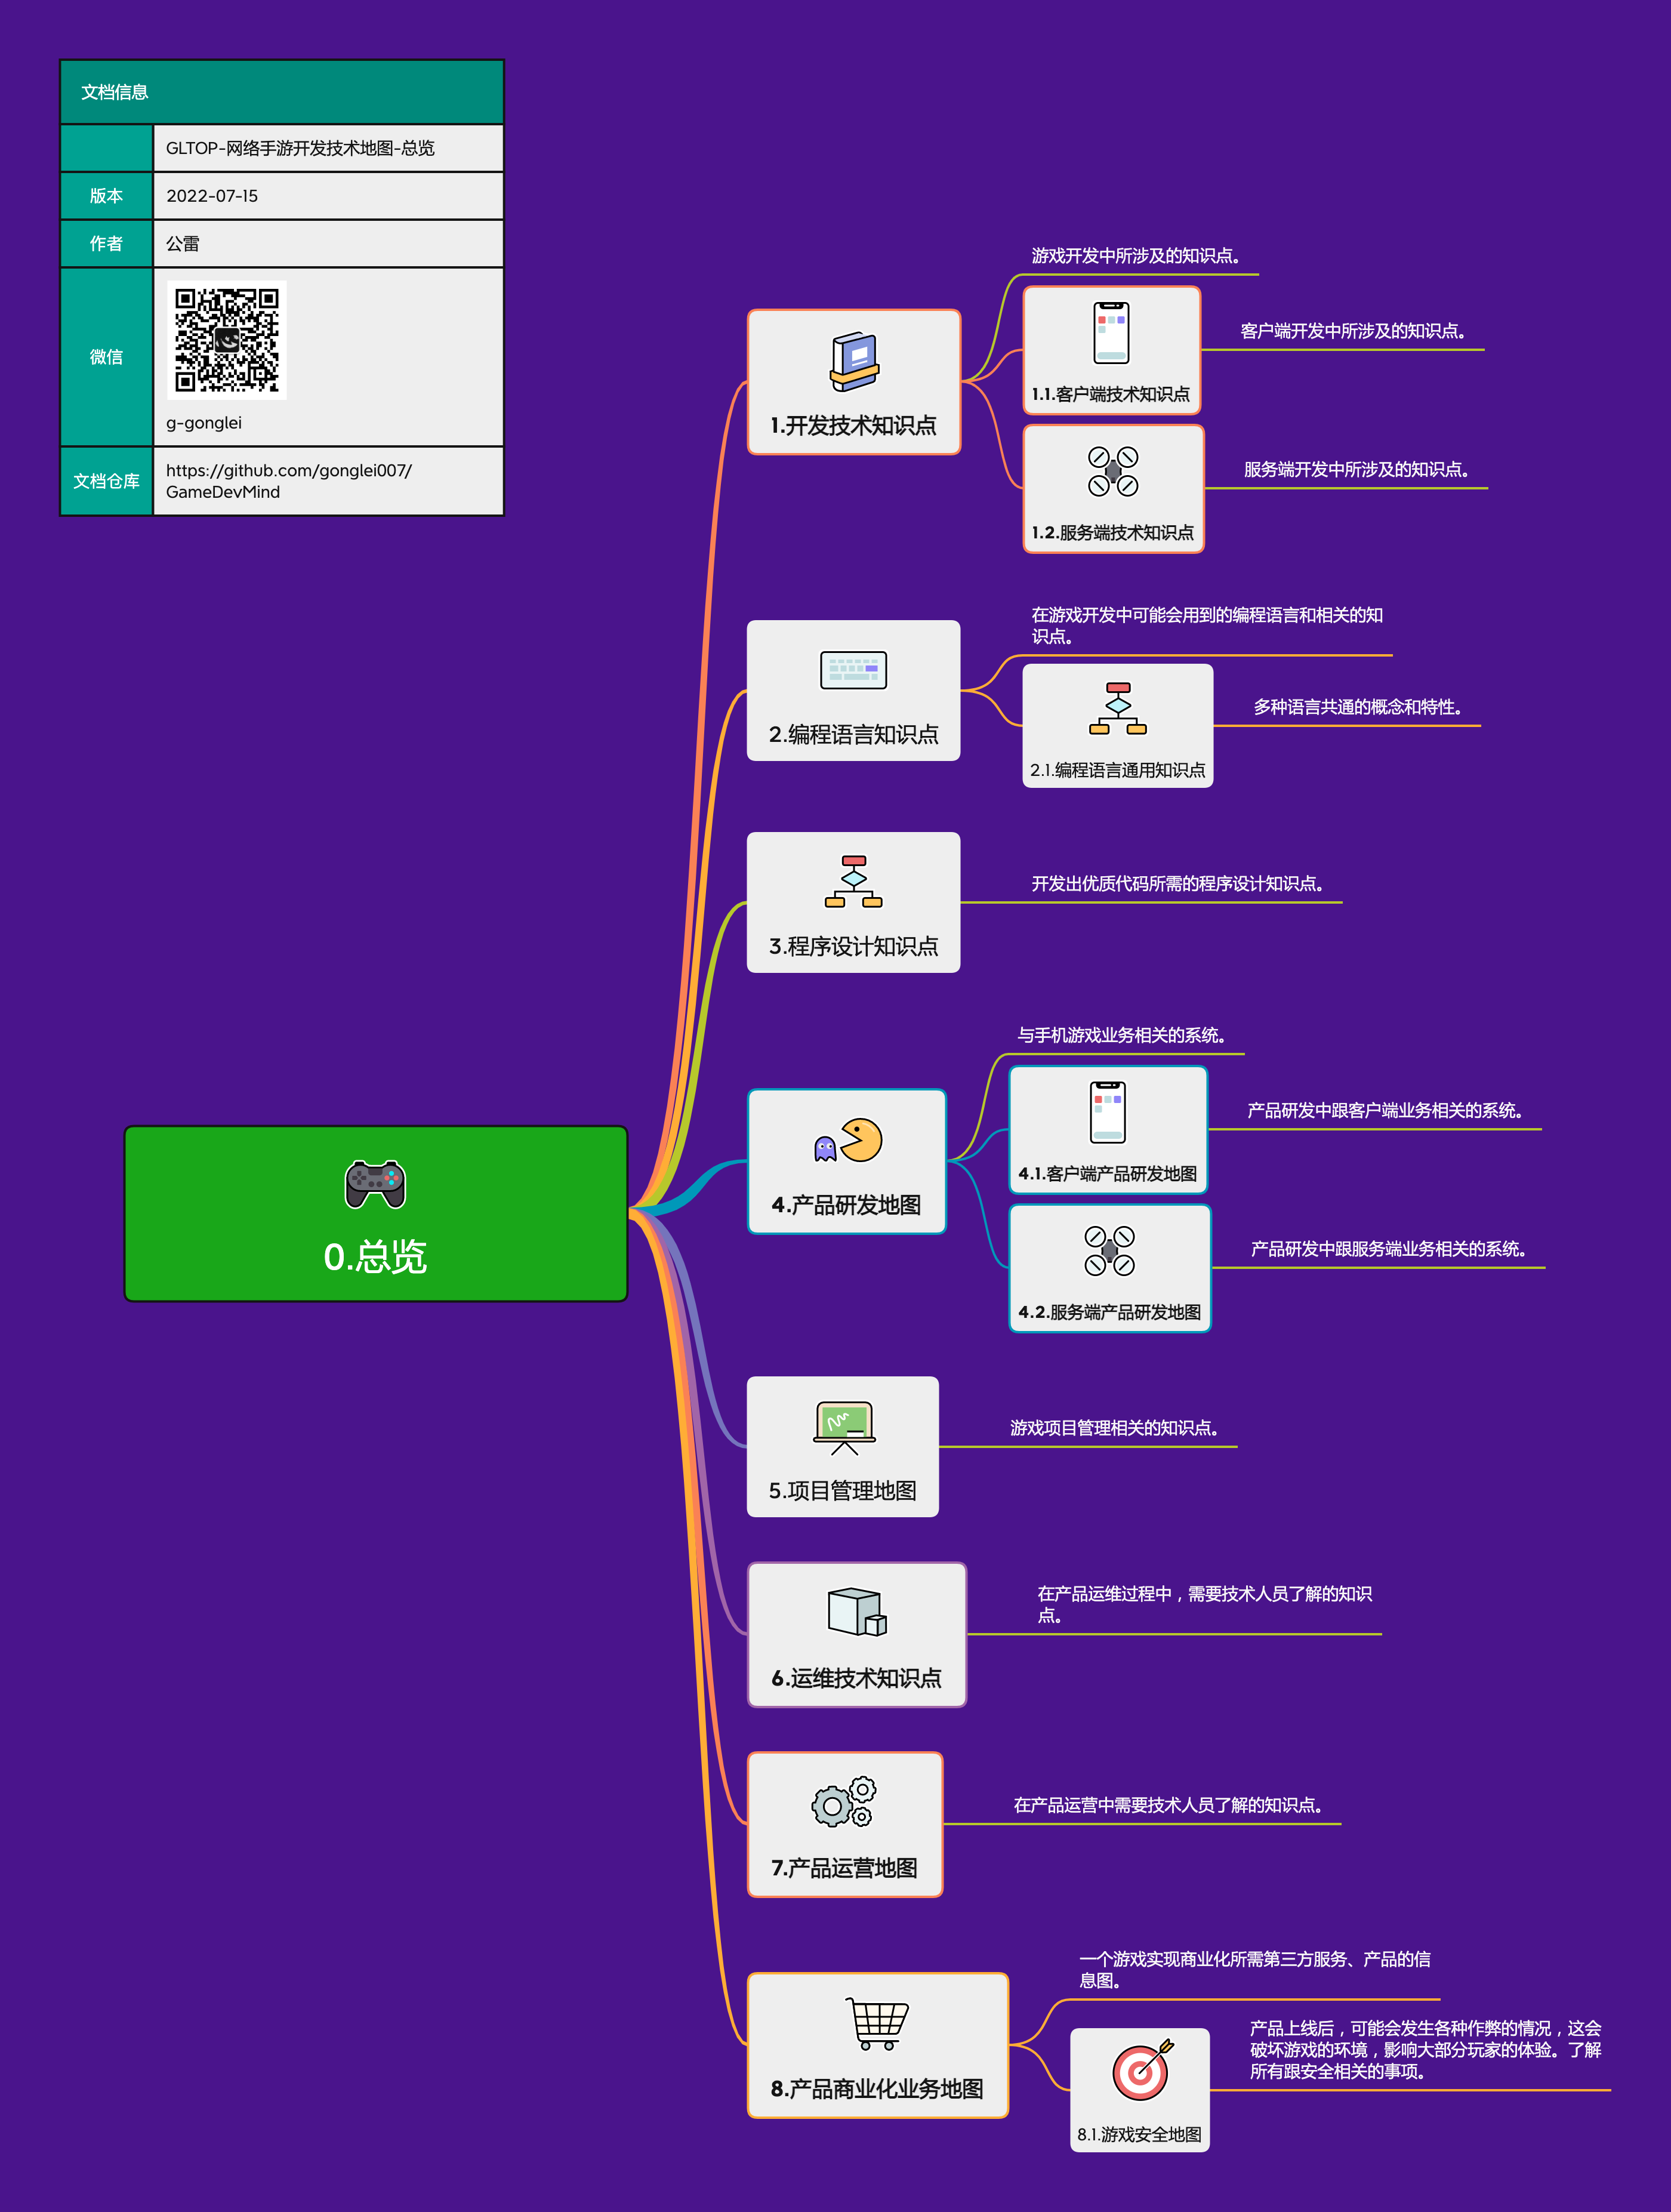 文档信息
GLTOP-网络手游开发技术地图-总览
版本
2022-07-15
作者
公雷
微信
g-gonglei
文档仓库
https://github.com/gonglei007/
GameDevMind
0.总览
1.开发技术知识点
游戏开发中所涉及的知识点。
1.1.客户端技术知识点
客户端开发中所涉及的知识点。
1.2.服务端技术知识点
服务端开发中所涉及的知识点。
2.编程语言知识点
在游戏开发中可能会用到的编程语言和相关的知
识点。
2.1.编程语言通用知识点
多种语言共通的概念和特性。
3.程序设计知识点
开发出优质代码所需的程序设计知识点。
4.产品研发地图
与手机游戏业务相关的系统。
4.1.客户端产品研发地图
产品研发中跟客户端业务相关的系统。
4.2.服务端产品研发地图
产品研发中跟服务端业务相关的系统。
5.项目管理地图
游戏项目管理相关的知识点。
6.运维技术知识点
在产品运维过程中，需要技术人员了解的知识
点。
7.产品运营地图
在产品运营中需要技术人员了解的知识点。
8.产品商业化业务地图
一个游戏实现商业化所需第三方服务、产品的信
息图。
8.1.游戏安全地图
产品上线后，可能会发生各种作弊的情况，这会
破坏游戏的环境，影响大部分玩家的体验。了解
所有跟安全相关的事项。